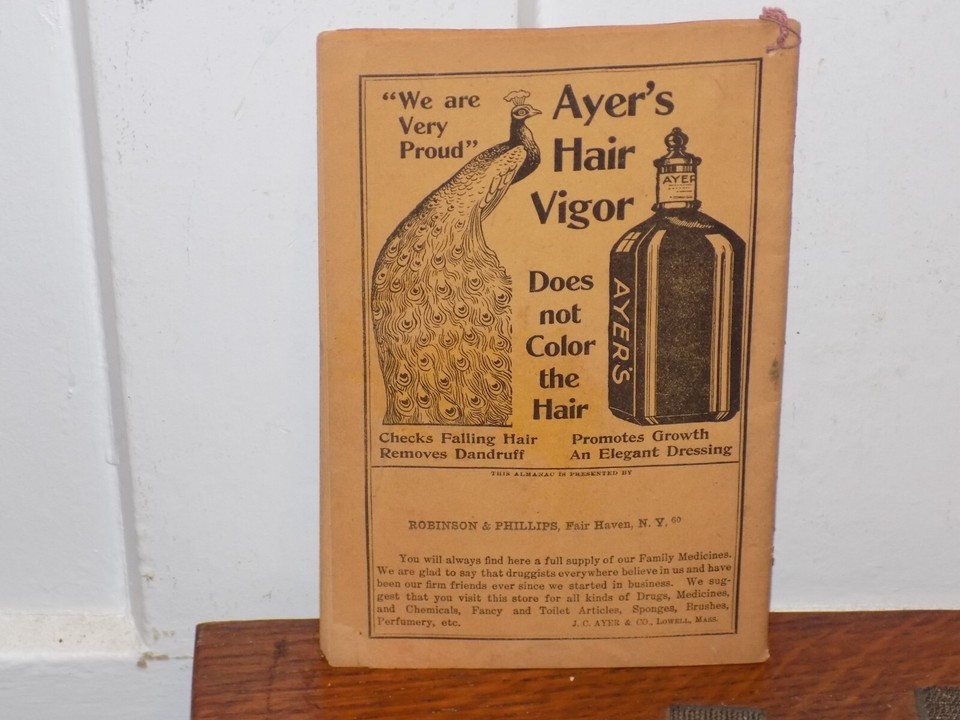 "We are
Very
Proud"
Ayer's
Hair
Vigor
Does
not
Color
the
Hair
AYER
AYER'S
Checks Falling Hair
Removes Dandruff
Promotes Growth
An Elegant Dressing
THIS ALMANAC IS PRESENTED BY
ROBINSON & PHILLIPS, Fair Haven, N. Y. 60
You will always find here a full supply of our Family Medicines.
We are glad to say that druggists everywhere believe in us and have
been our firm friends ever since we started in business. We sug-
gest that you visit this store for all kinds of Drugs, Medicines,
and Chemicals, Fancy and Toilet Articles, Sponges, Brushes,
Perfumery, etc. J. C. AYER & CO., LOWELL, MASS.